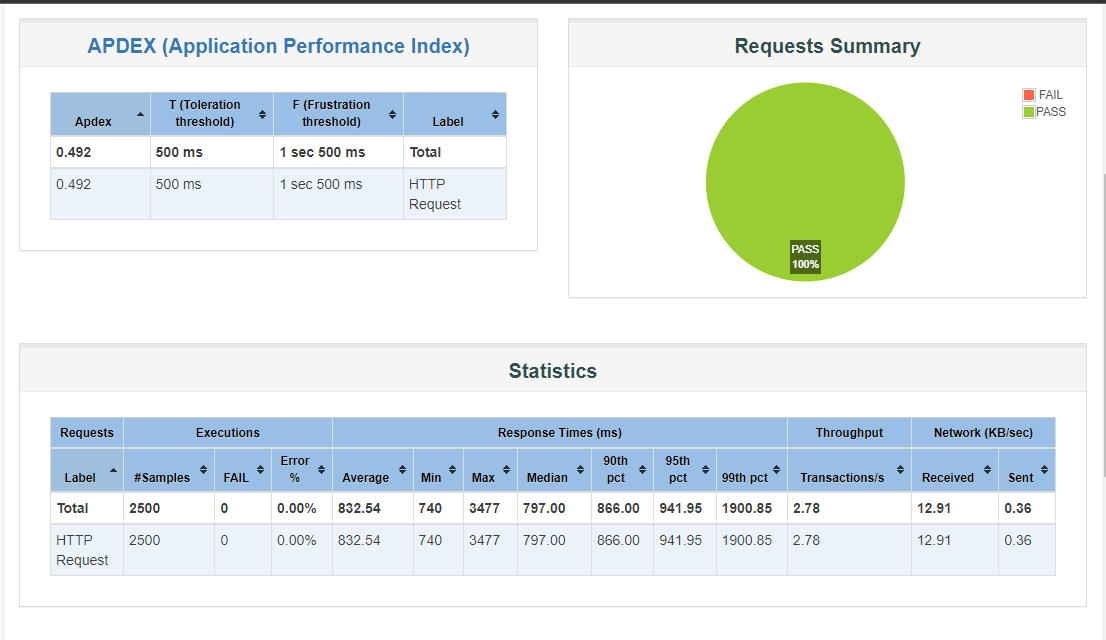 APDEX (Application Performance Index)
Apdex T (Toleration threshold) F (Frustration threshold) Label
0.492 500 ms 1 sec 500 ms Total
0.492 500 ms 1 sec 500 ms HTTP Request
Requests Summary
FAIL
PASS
PASS
100%
Statistics
Requests Executions Response Times (ms) Throughput Network (KB/sec)
Label #Samples FAIL Error % Average Min Max Median 90th pct 95th pct 99th pct Transactions/s Received Sent
Total 2500 0 0.00% 832.54 740 3477 797.00 866.00 941.95 1900.85 2.78 12.91 0.36
HTTP Request 2500 0 0.00% 832.54 740 3477 797.00 866.00 941.95 1900.85 2.78 12.91 0.36